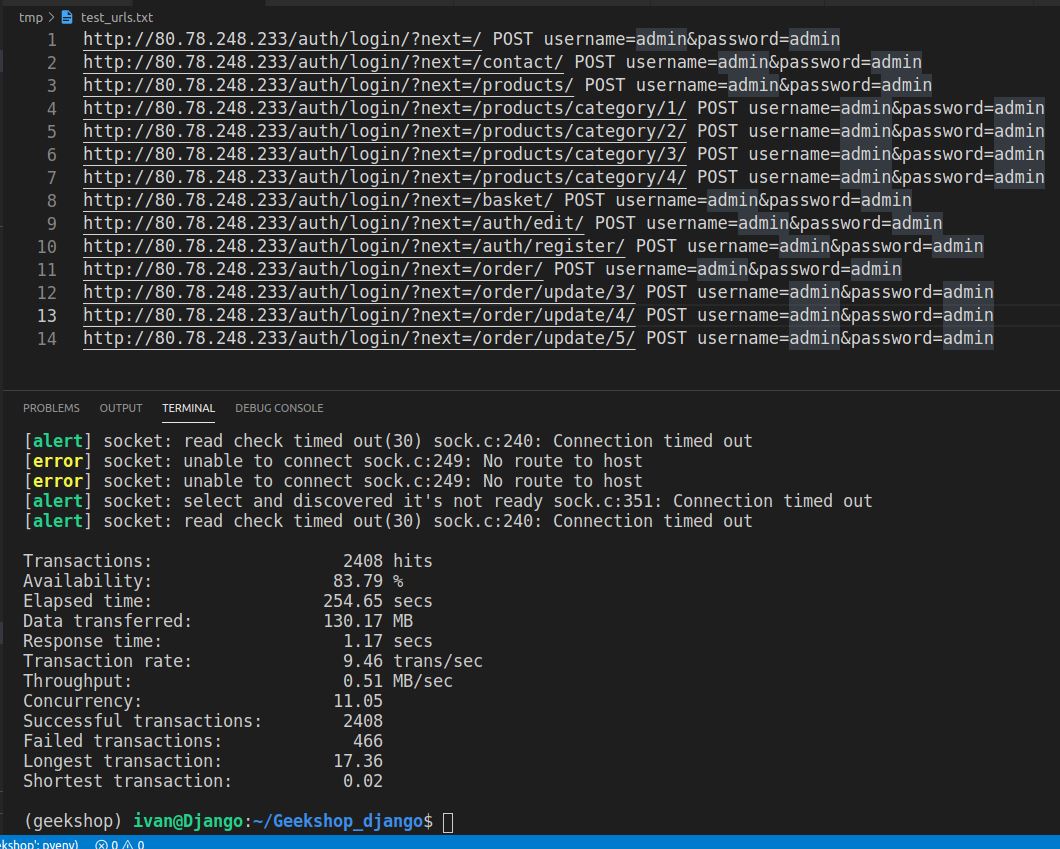 tmp > test_urls.txt
1 http://80.78.248.233/auth/login/?next=/ POST username=admin&password=admin
2 http://80.78.248.233/auth/login/?next=/contact/ POST username=admin&password=admin
3 http://80.78.248.233/auth/login/?next=/products/ POST username=admin&password=admin
4 http://80.78.248.233/auth/login/?next=/products/category/1/ POST username=admin&password=admin
5 http://80.78.248.233/auth/login/?next=/products/category/2/ POST username=admin&password=admin
6 http://80.78.248.233/auth/login/?next=/products/category/3/ POST username=admin&password=admin
7 http://80.78.248.233/auth/login/?next=/products/category/4/ POST username=admin&password=admin
8 http://80.78.248.233/auth/login/?next=/basket/ POST username=admin&password=admin
9 http://80.78.248.233/auth/login/?next=/auth/edit/ POST username=admin&password=admin
10 http://80.78.248.233/auth/login/?next=/auth/register/ POST username=admin&password=admin
11 http://80.78.248.233/auth/login/?next=/order/ POST username=admin&password=admin
12 http://80.78.248.233/auth/login/?next=/order/update/3/ POST username=admin&password=admin
13 http://80.78.248.233/auth/login/?next=/order/update/4/ POST username=admin&password=admin
14 http://80.78.248.233/auth/login/?next=/order/update/5/ POST username=admin&password=admin
PROBLEMS OUTPUT TERMINAL DEBUG CONSOLE
[alert] socket: read check timed out(30) sock.c:240: Connection timed out
[error] socket: unable to connect sock.c:249: No route to host
[error] socket: unable to connect sock.c:249: No route to host
[alert] socket: select and discovered it's not ready sock.c:351: Connection timed out
[alert] socket: read check timed out(30) sock.c:240: Connection timed out
Transactions: 2408 hits
Availability: 83.79 %
Elapsed time: 254.65 secs
Data transferred: 130.17 MB
Response time: 1.17 secs
Transaction rate: 9.46 trans/sec
Throughput: 0.51 MB/sec
Concurrency: 11.05
Successful transactions: 2408
Failed transactions: 466
Longest transaction: 17.36
Shortest transaction: 0.02
(geekshop) ivan@Django:~/Geekshop_django$
ekshop': pyenv) 0 0